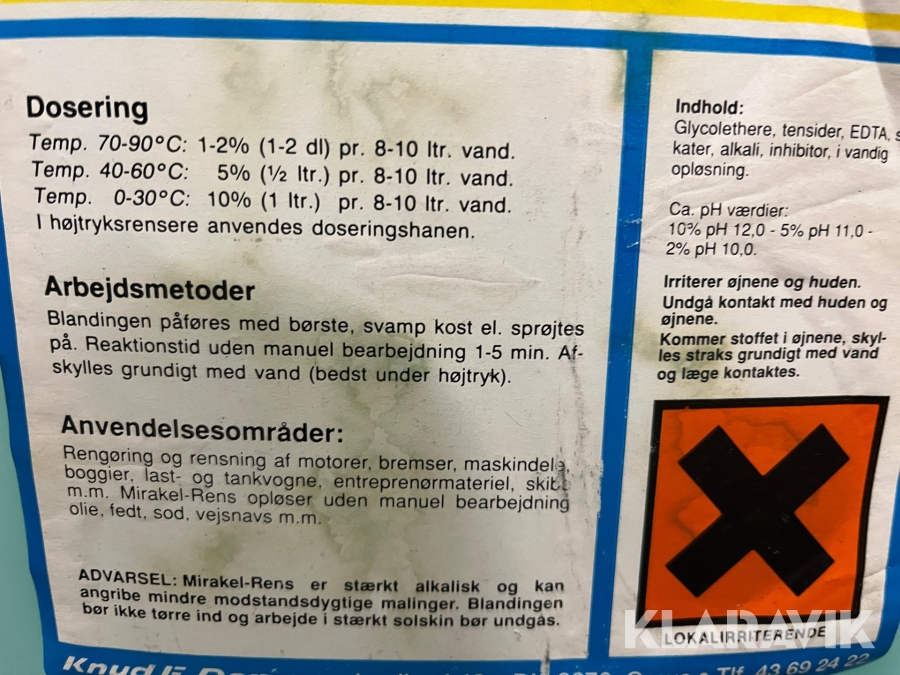 Dosering
Temp. 70-90°C: 1-2% (1-2 dl) pr. 8-10 ltr. vand.
Temp. 40-60°C: 5% (½ ltr.) pr. 8-10 ltr. vand.
Temp. 0-30°C: 10% (1 ltr.) pr. 8-10 ltr. vand.
I højtryksrensere anvendes doseringshanen.
Arbejdsmetoder
Blandingen påføres med børste, svamp kost el. sprøjtes
på. Reaktionstid uden manuel bearbejdning 1-5 min. Af-
skylles grundigt med vand (bedst under højtryk).
Anvendelsesområder:
Rengøring og rensning af motorer, bremser, maskindele,
boggier, last- og tankvogne, entreprenørmateriel, skibe
m.m. Mirakel-Rens opløser uden manuel bearbejdning
olie, fedt, sod, vejsnavs m.m.
ADVARSEL: Mirakel-Rens er stærkt alkalisk og kan
angribe mindre modstandsdygtige malinger. Blandingen
bør ikke tørre ind og arbejde i stærkt solskin bør undgås.
Indhold:
Glycolethere, tensider, EDTA, s
kater, alkali, inhibitor, i vandig
opløsning.
Ca. pH værdier:
10% pH 12,0 - 5% pH 11,0 -
2% pH 10,0.
Irriterer øjnene og huden.
Undgå kontakt med huden og
øjnene.
Kommer stoffet i øjnene, skyl-
les straks grundigt med vand
og læge kontaktes.
KLARAVIK
LOKALIRRITERENDE
Knud E. Tlf. 43 69 24 22